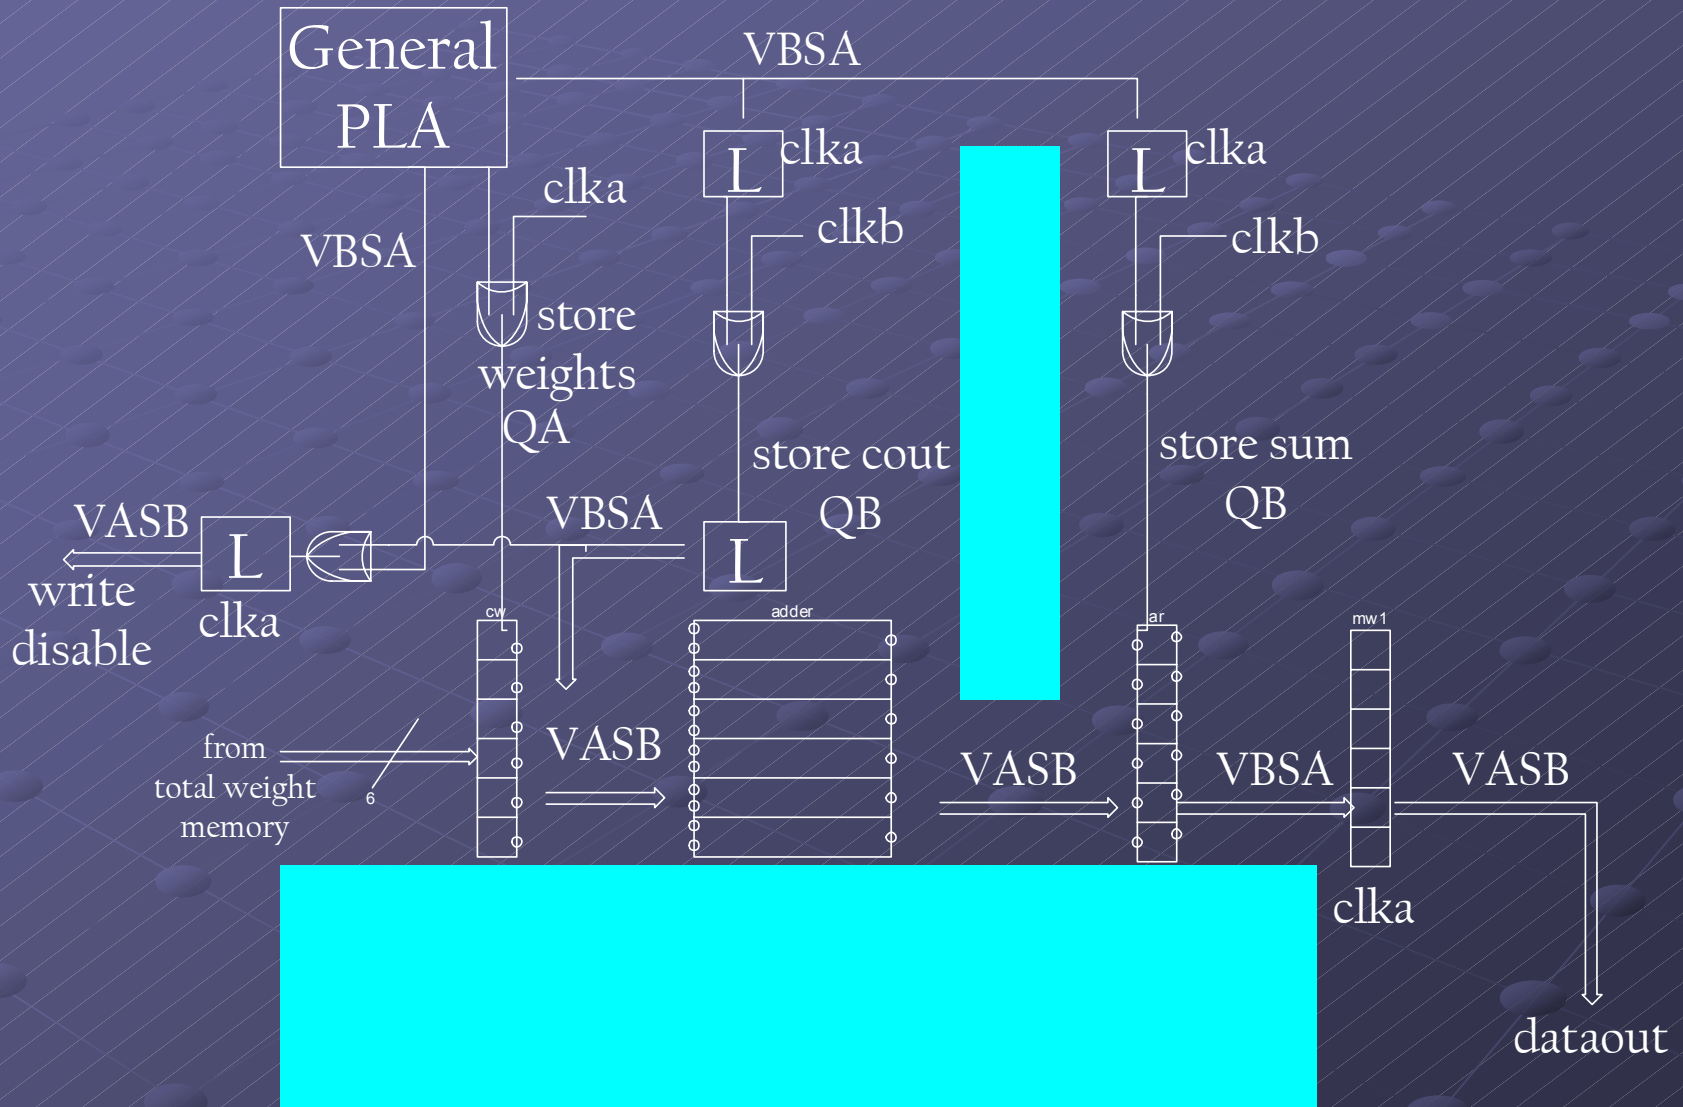 General
PLA
VBSA
clka
clka
clka
VBSA
clkb
clkb
store
weights
QA
store cout
QB
store sum
QB
VASB
VBSA
L
L
L
L
write
disable
clka
cw
adder
ar
mw1
from
total weight
memory
6
VASB
VASB
VBSA
VASB
clka
dataout